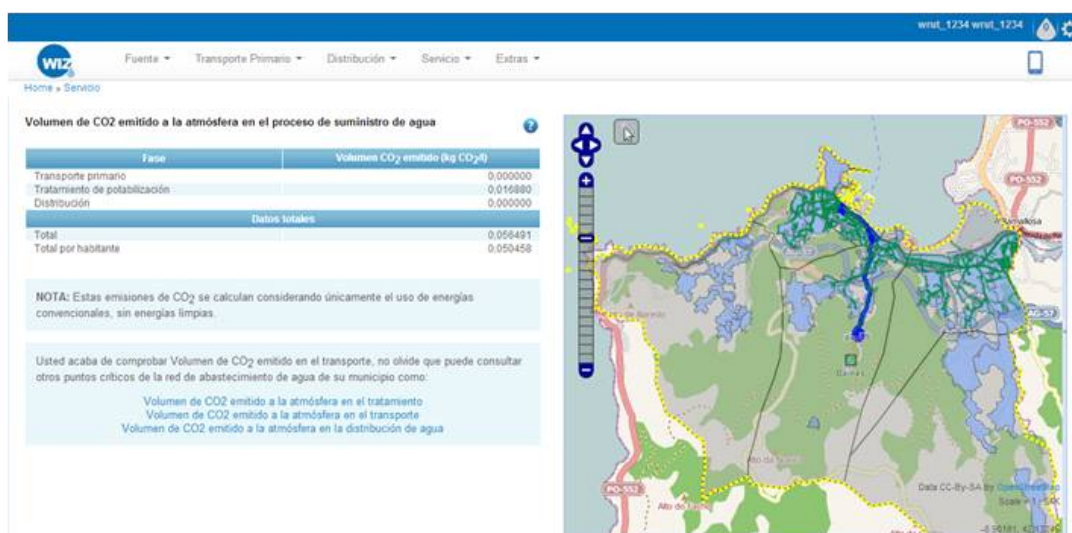 wrut_1234 wrut_1234
WIZ
Fuente Transporte Primario Distribución Servicio Extras
Home » Servicio
Volumen de CO2 emitido a la atmósfera en el proceso de suministro de agua
?
Fase Volumen CO2 emitido (kg CO2/l)
Transporte primario 0,000000
Tratamiento de potabilización 0,016880
Distribución 0,000000
Datos totales
Total 0,056491
Total por habitante 0,050458
NOTA: Estas emisiones de CO2 se calculan considerando únicamente el uso de energías
convencionales, sin energías limpias.
Usted acaba de comprobar Volumen de CO2 emitido en el transporte, no olvide que puede consultar
otros puntos críticos de la red de abastecimiento de agua de su municipio como:
Volumen de CO2 emitido a la atmósfera en el tratamiento
Volumen de CO2 emitido a la atmósfera en el transporte
Volumen de CO2 emitido a la atmósfera en la distribución de agua
PO-552
PO-552
AG-57
PO-552
Data CC-By-SA by OpenStreetMap